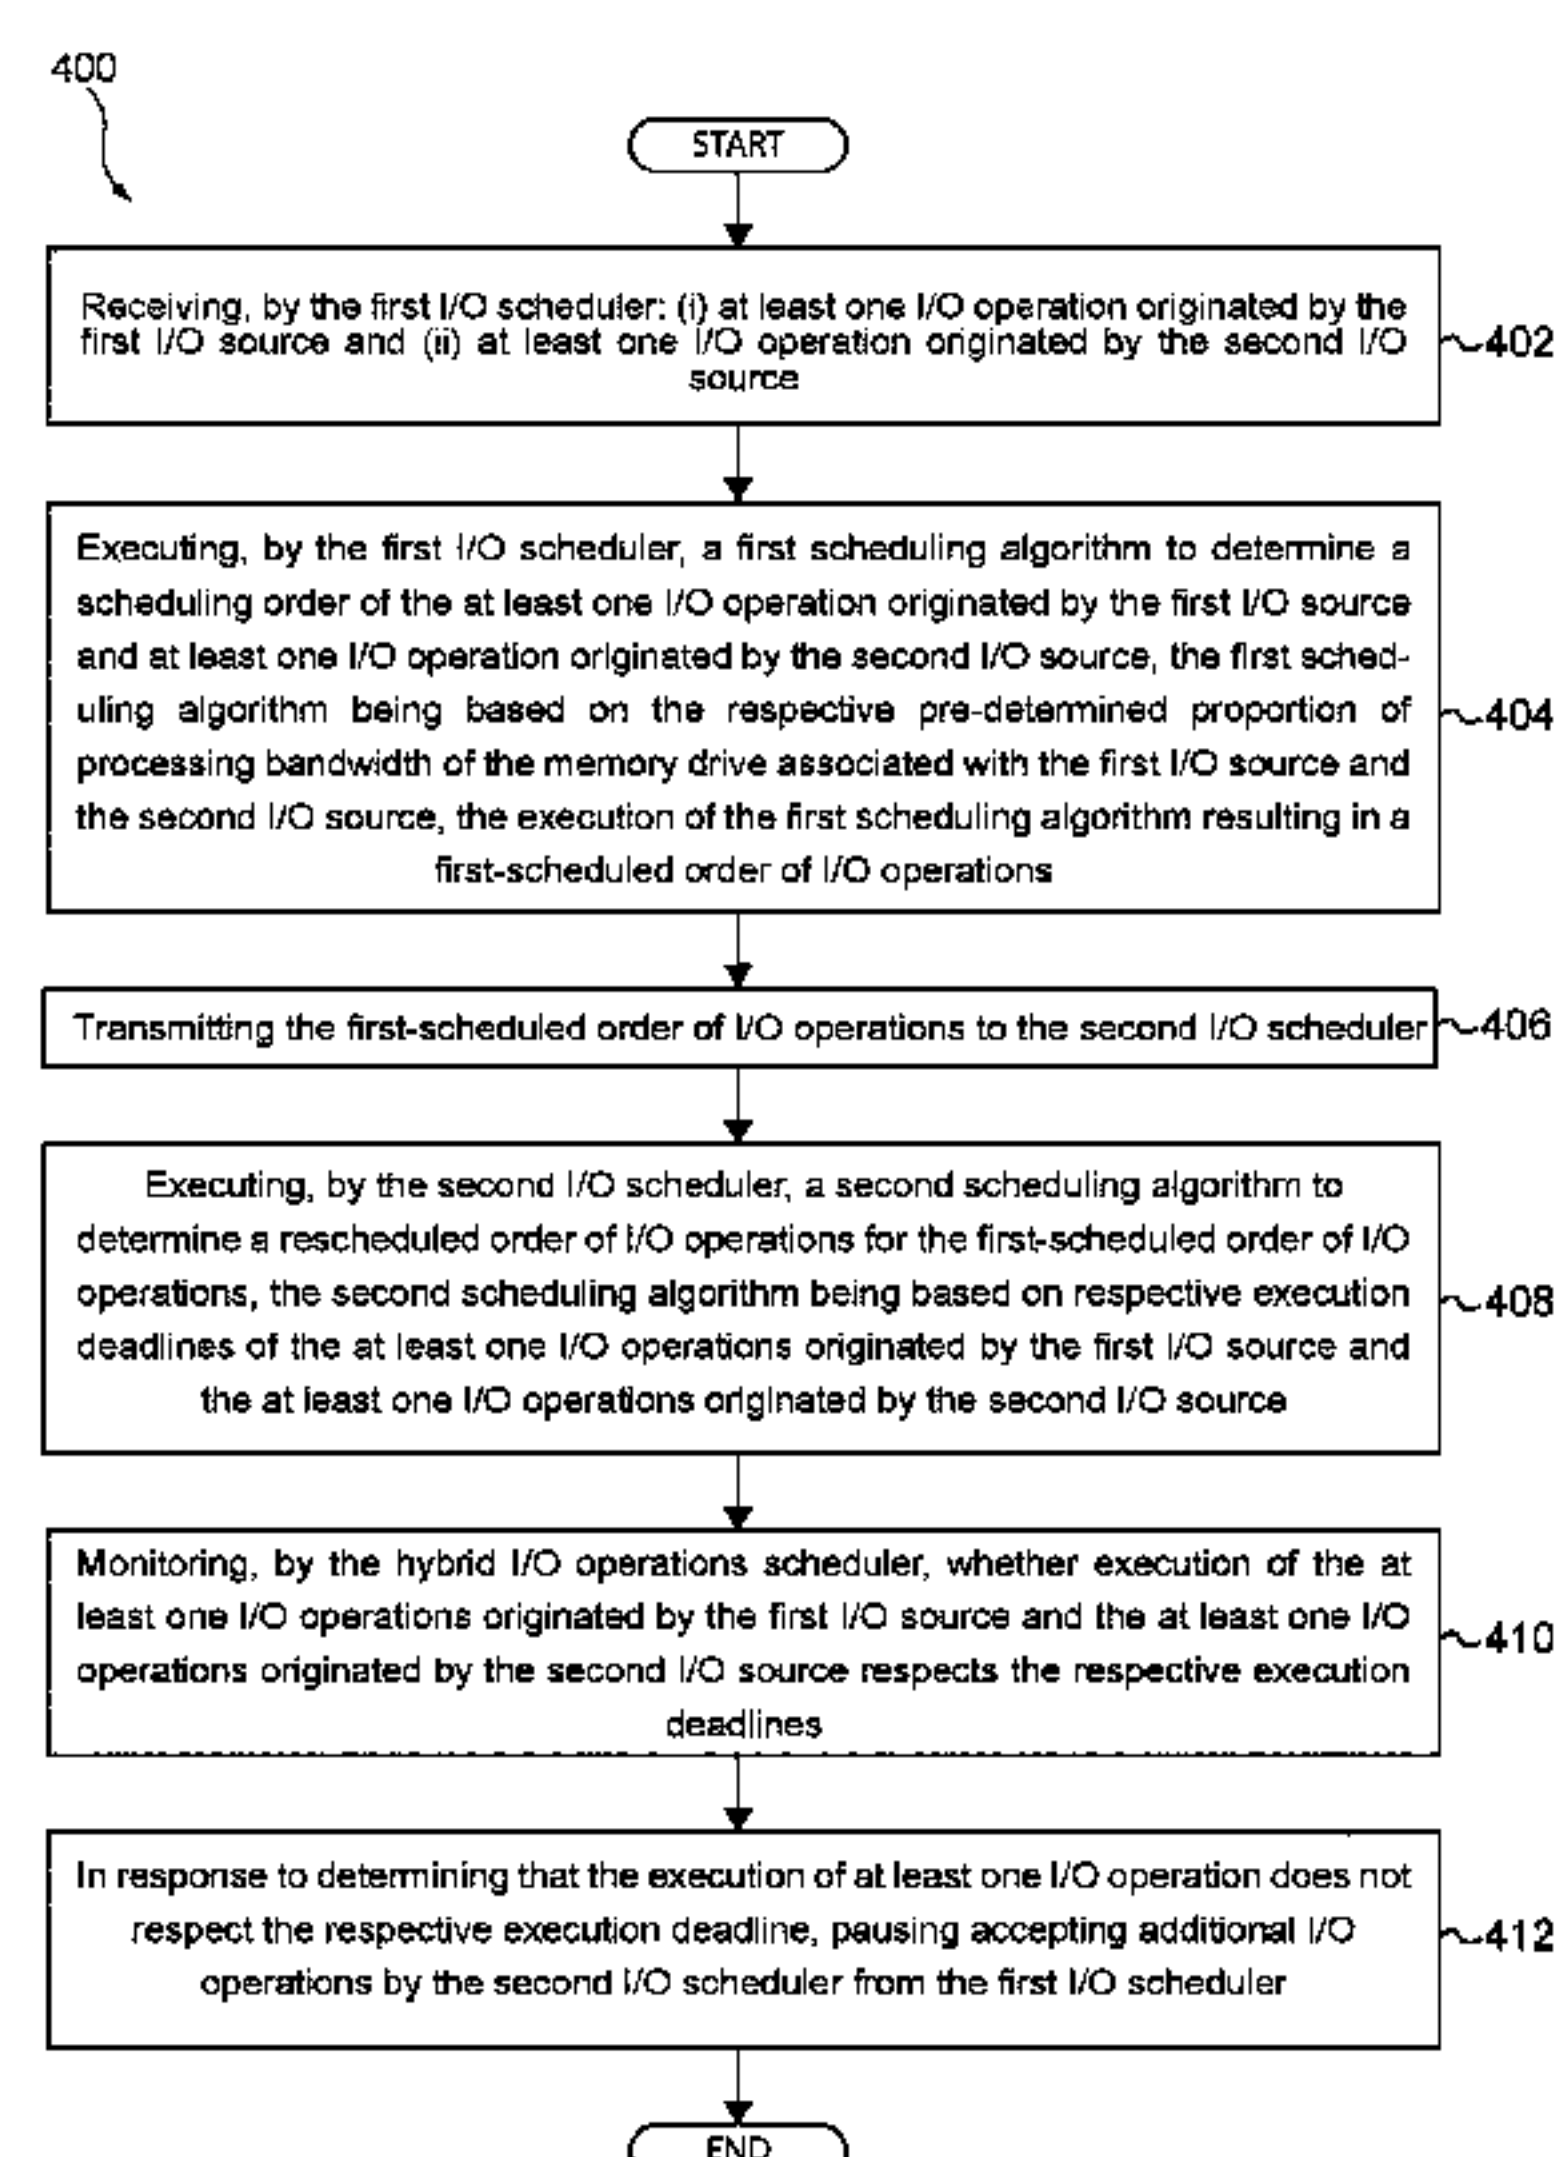 400
START
Receiving, by the first I/O scheduler: (i) at least one I/O operation originated by the
first I/O source and (ii) at least one I/O operation originated by the second I/O
source
402
Executing, by the first I/O scheduler, a first scheduling algorithm to determine a
scheduling order of the at least one I/O operation originated by the first I/O source
and at least one I/O operation originated by the second I/O source, the first sched-
uling algorithm being based on the respective pre-determined proportion of
processing bandwidth of the memory drive associated with the first I/O source and
the second I/O source, the execution of the first scheduling algorithm resulting in a
first-scheduled order of I/O operations
404
Transmitting the first-scheduled order of I/O operations to the second I/O scheduler
406
Executing, by the second I/O scheduler, a second scheduling algorithm to
determine a rescheduled order of I/O operations for the first-scheduled order of I/O
operations, the second scheduling algorithm being based on respective execution
deadlines of the at least one I/O operations originated by the first I/O source and
the at least one I/O operations originated by the second I/O source
408
Monitoring, by the hybrid I/O operations scheduler, whether execution of the at
least one I/O operations originated by the first I/O source and the at least one I/O
operations originated by the second I/O source respects the respective execution
deadlines
410
In response to determining that the execution of at least one I/O operation does not
respect the respective execution deadline, pausing accepting additional I/O
operations by the second I/O scheduler from the first I/O scheduler
412
END